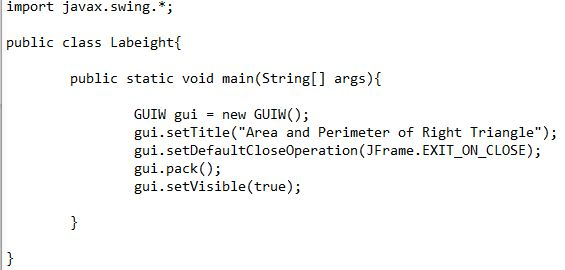 import javax.swing.*;
public class Labeight{
public static void main(String[] args){
GUIW gui = new GUIW();
gui.setTitle("Area and Perimeter of Right Triangle");
gui.setDefaultCloseOperation(JFrame.EXIT_ON_CLOSE);
gui.pack();
gui.setVisible(true);
}
}